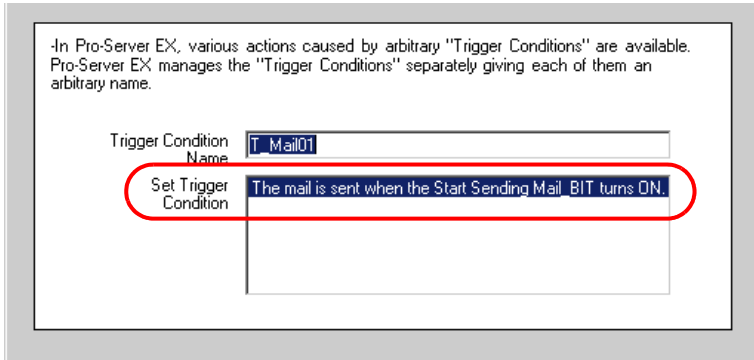 -In Pro-Server EX, various actions caused by arbitrary "Trigger Conditions" are available.
Pro-Server EX manages the "Trigger Conditions" separately giving each of them an
arbitrary name.
Trigger Condition
Name
T_Mail01
Set Trigger
Condition
The mail is sent when the Start Sending Mail_BIT turns ON.